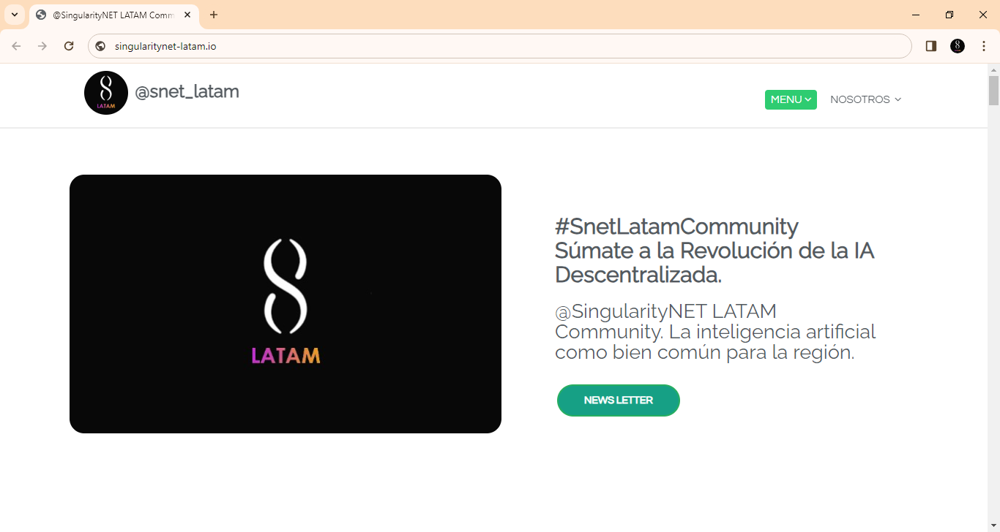 @SingularityNET LATAM Comm
singularitynet-latam.io
LATAM
@snet_latam
MENU
NOSOTROS
LATAM
#SnetLatamCommunity
Súmate a la Revolución de la IA
Descentralizada.
@SingularityNET LATAM
Community. La inteligencia artificial
como bien común para la región.
NEWS LETTER